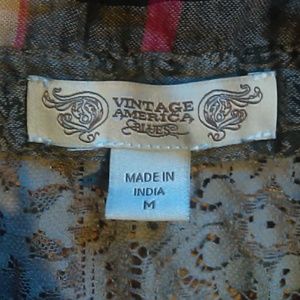 VINTAGE
AMERICA
BLUES
MADE IN
INDIA
M